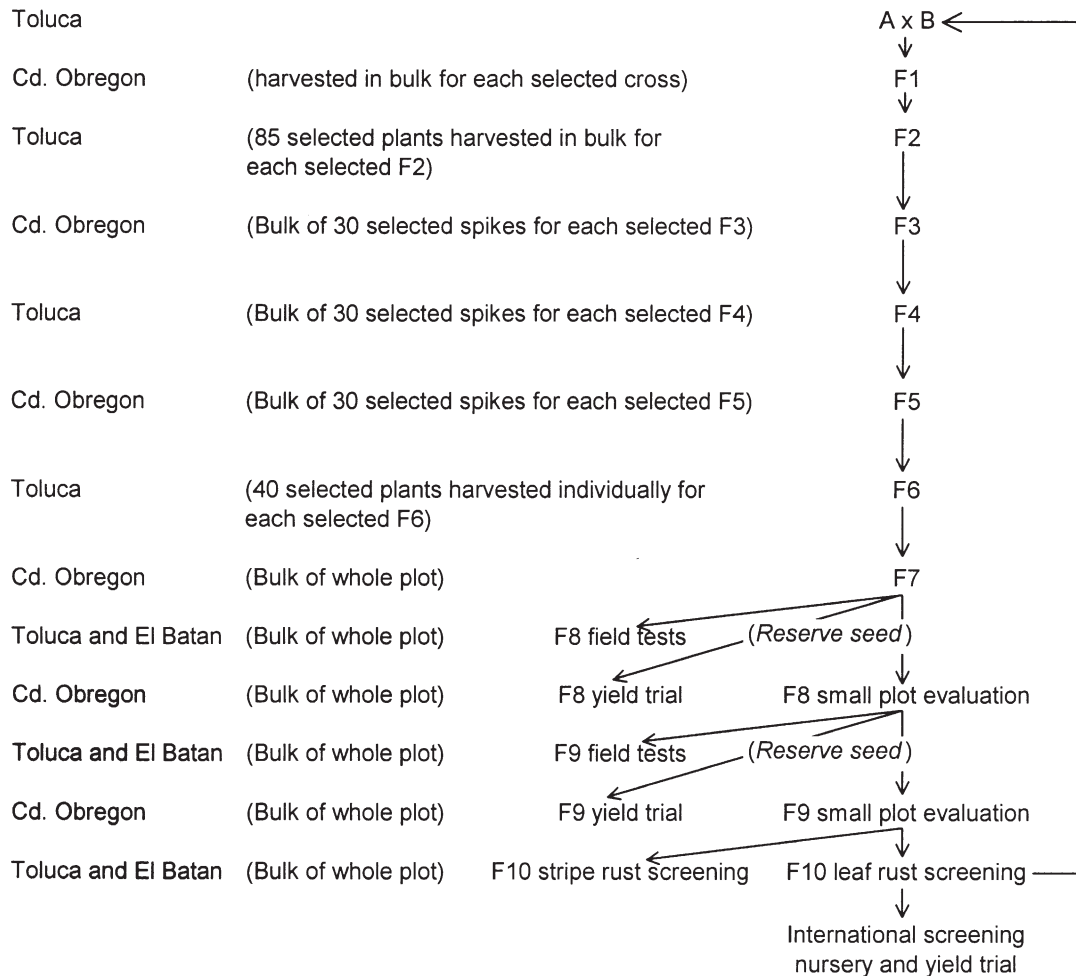 Toluca A x B
Cd. Obregon (harvested in bulk for each selected cross) F1
Toluca (85 selected plants harvested in bulk for F2
each selected F2)
Cd. Obregon (Bulk of 30 selected spikes for each selected F3) F3
Toluca (Bulk of 30 selected spikes for each selected F4) F4
Cd. Obregon (Bulk of 30 selected spikes for each selected F5) F5
Toluca (40 selected plants harvested individually for F6
each selected F6)
Cd. Obregon (Bulk of whole plot) F7
Toluca and El Batan (Bulk of whole plot) F8 field tests (Reserve seed)
Cd. Obregon (Bulk of whole plot) F8 yield trial F8 small plot evaluation
Toluca and El Batan (Bulk of whole plot) F9 field tests (Reserve seed)
Cd. Obregon (Bulk of whole plot) F9 yield trial F9 small plot evaluation
Toluca and El Batan (Bulk of whole plot) F10 stripe rust screening F10 leaf rust screening
International screening
nursery and yield trial